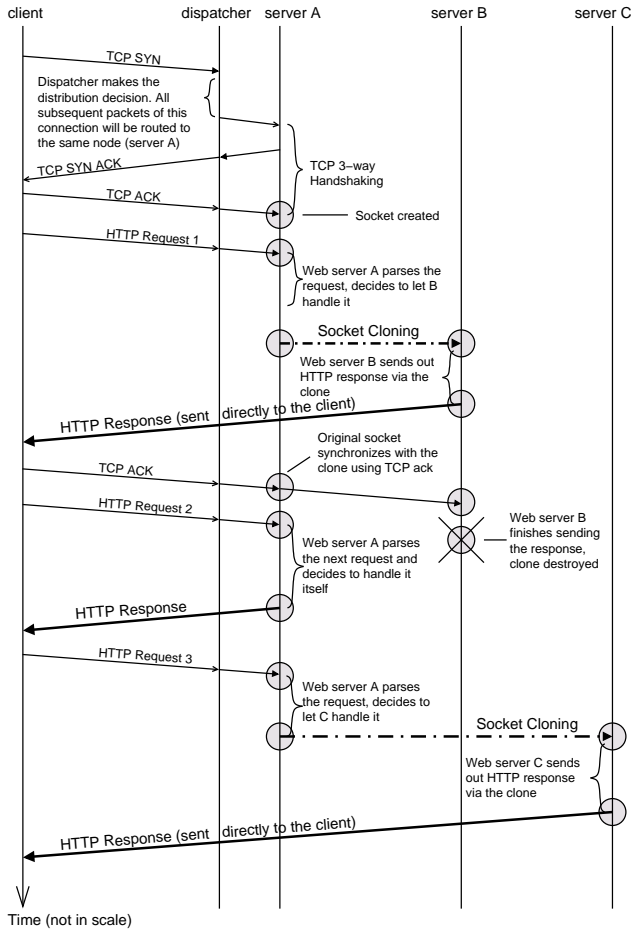 client dispatcher server A server B server C
TCP SYN
Dispatcher makes the
distribution decision. All
subsequent packets of this
connection will be routed to
the same node (server A)
TCP SYN ACK
TCP 3–way
Handshaking
TCP ACK
Socket created
HTTP Request 1
Web server A parses the
request, decides to let B
handle it
Socket Cloning
Web server B sends out
HTTP response via the
clone
HTTP Response (sent directly to the client)
Original socket
synchronizes with the
clone using TCP ack
TCP ACK
HTTP Request 2
Web server B
finishes sending
the response,
clone destroyed
Web server A parses
the next request and
decides to handle it
itself
HTTP Response
HTTP Request 3
Web server A parses
the request, decides to
let C handle it
Socket Cloning
Web server C sends
out HTTP response
via the clone
HTTP Response (sent directly to the client)
Time (not in scale)